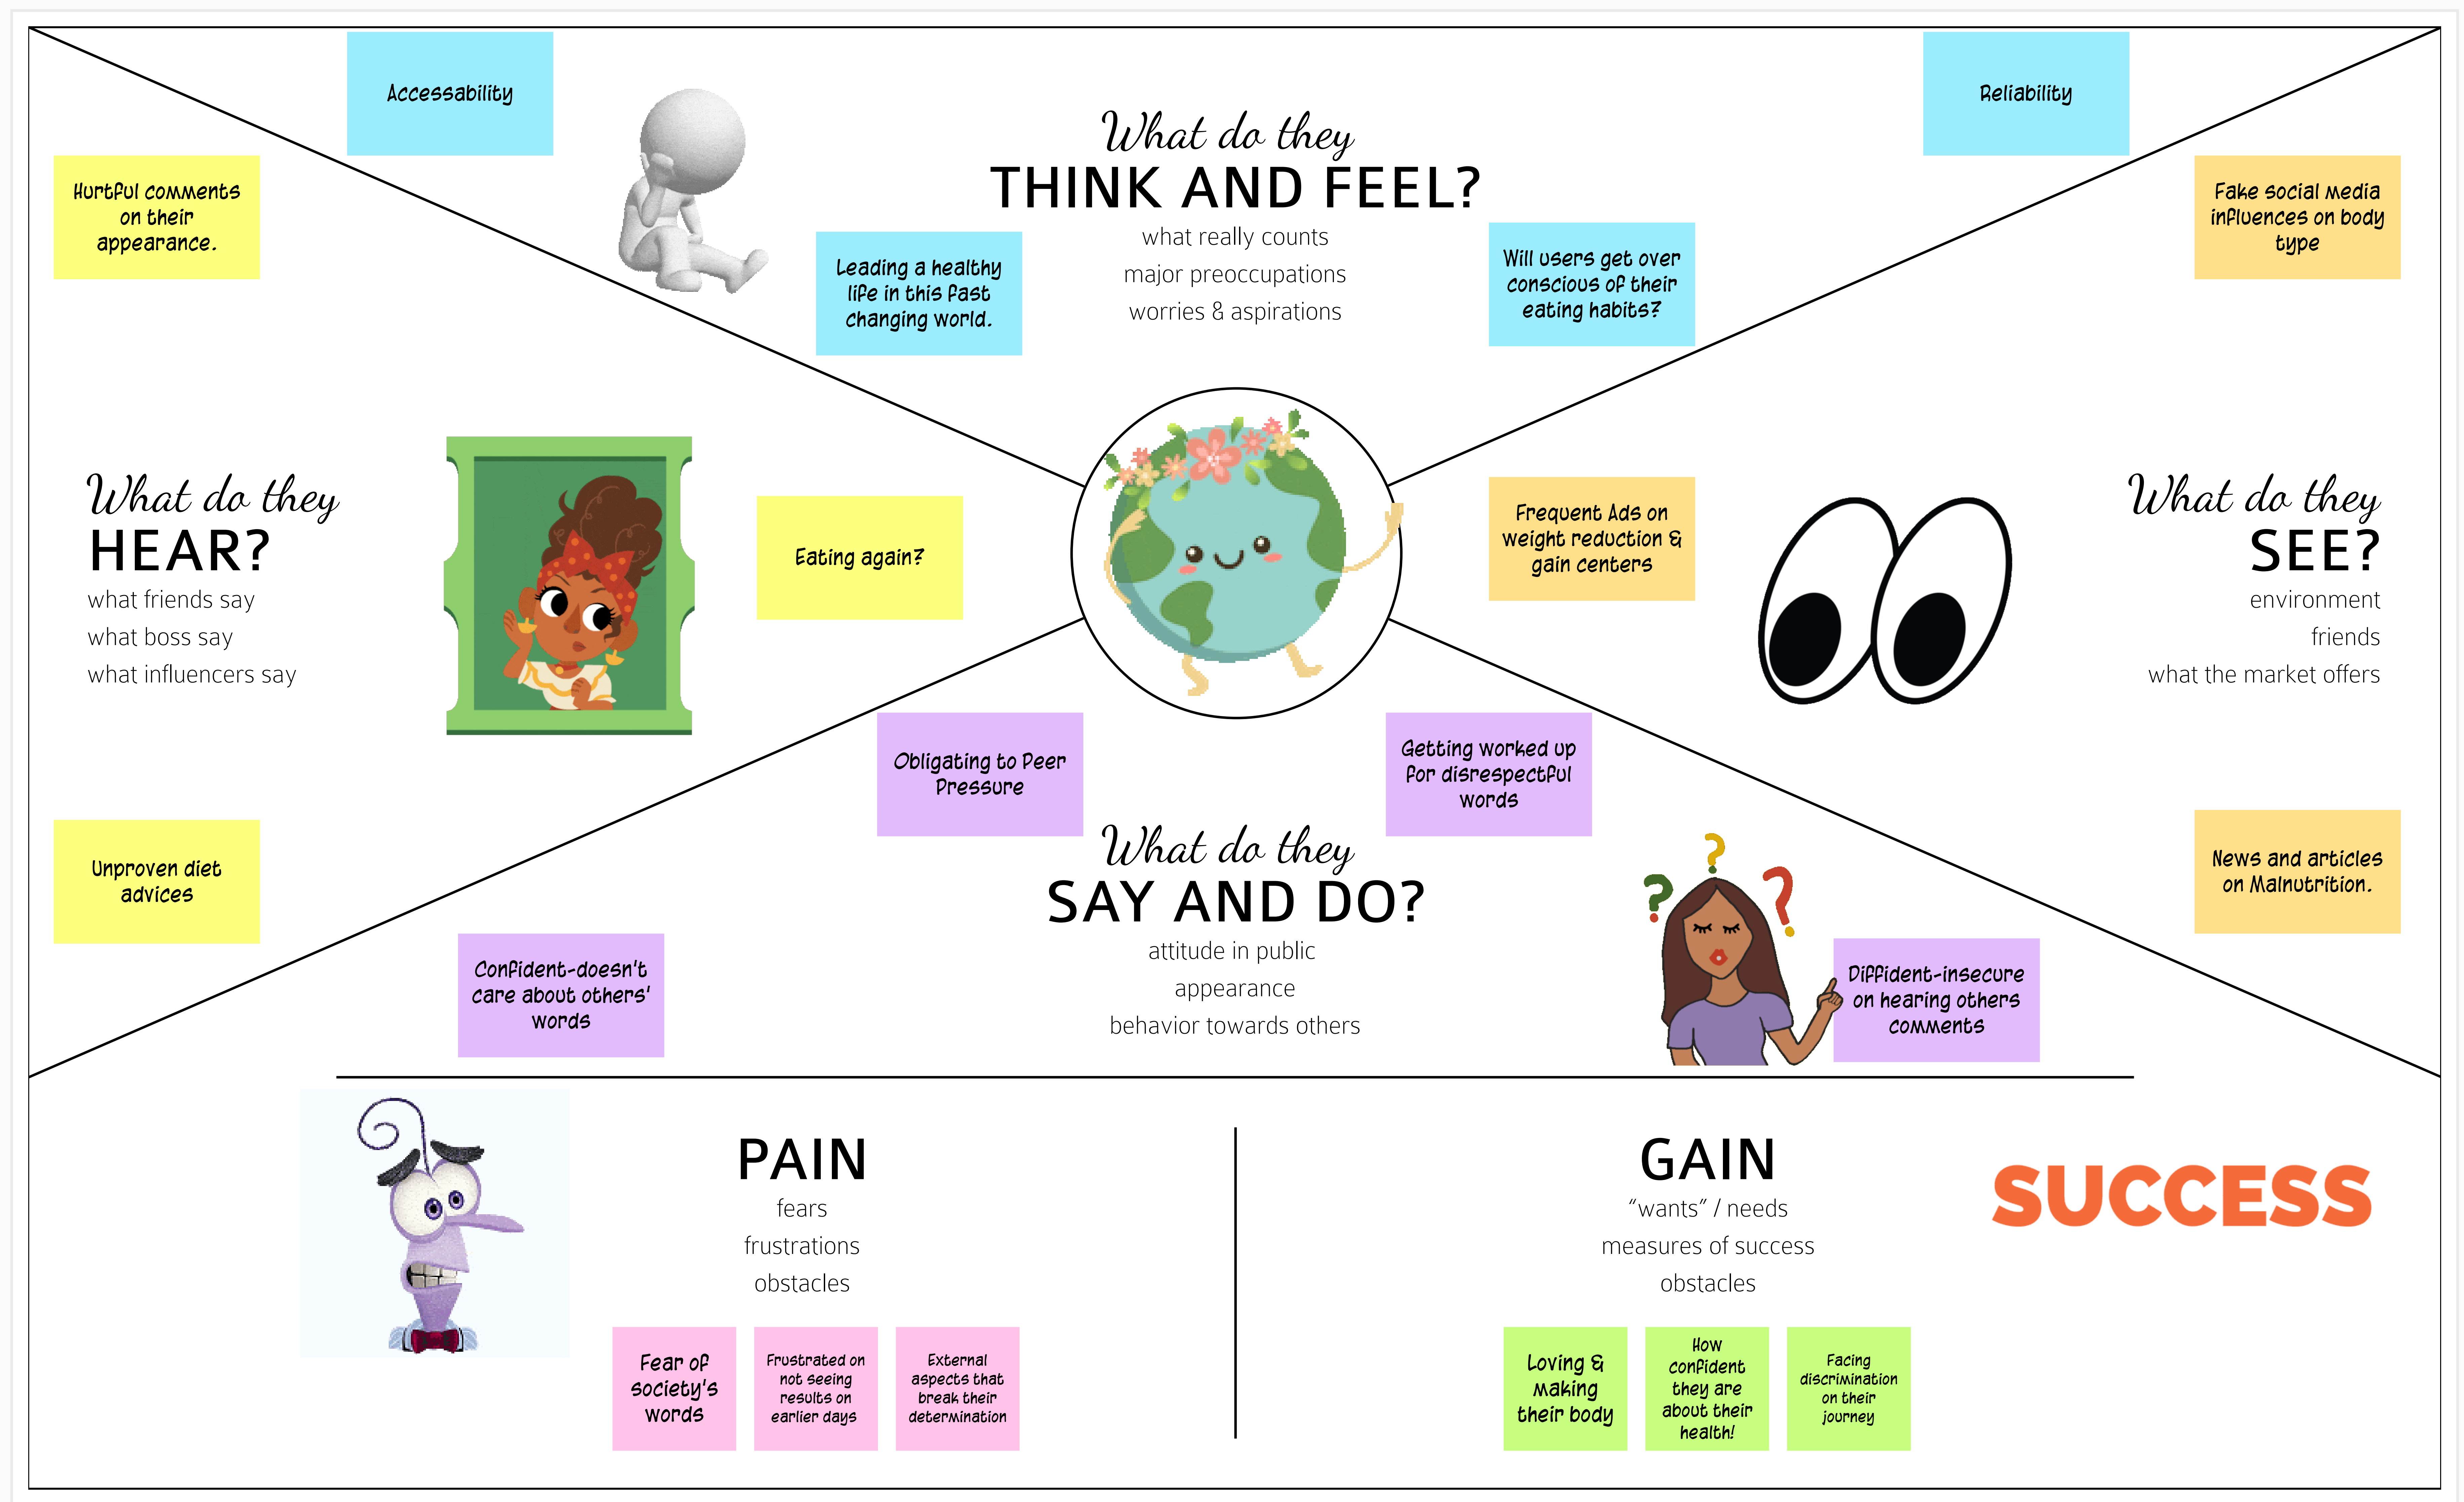 Accessability
Reliability
What do they
THINK AND FEEL?
what really counts
major preoccupations
worries & aspirations
Leading a healthy
life in this fast
changing world.
Will users get over
conscious of their
eating habits?
Hurtful comments
on their
appearance.
What do they
HEAR?
what friends say
what boss say
what influencers say
Eating again?
Unproven diet
advices
Fake social media
influences on body
type
Frequent Ads on
weight reduction &
gain centers
What do they
SEE?
environment
friends
what the market offers
News and articles
on Malnutrition.
Obligating to Peer
Pressure
Getting worked up
for disrespectful
words
What do they
SAY AND DO?
attitude in public
appearance
behavior towards others
Confident-doesn't
care about others'
words
? ? ?
Diffident-insecure
on hearing others
comments
PAIN
fears
frustrations
obstacles
Fear of
society's
words
Frustrated on
not seeing
results on
earlier days
External
aspects that
break their
determination
GAIN
“wants” / needs
measures of success
obstacles
SUCCESS
Loving &
making
their body
How
confident
they are
about their
health!
Facing
discrimination
on their
journey